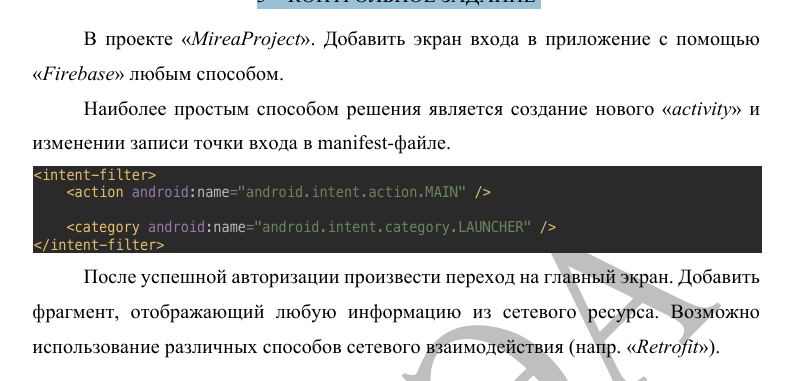 3 КОНТРОЛЬНОЕ ЗАДАНИЕ
В проекте «MireaProject». Добавить экран входа в приложение с помощью
«Firebase» любым способом.
Наиболее простым способом решения является создание нового «activity» и
изменении записи точки входа в manifest-файле.
<intent-filter>
<action android:name="android.intent.action.MAIN" />
<category android:name="android.intent.category.LAUNCHER" />
</intent-filter>
После успешной авторизации произвести переход на главный экран. Добавить
фрагмент, отображающий любую информацию из сетевого ресурса. Возможно
использование различных способов сетевого взаимодействия (напр. «Retrofit»).